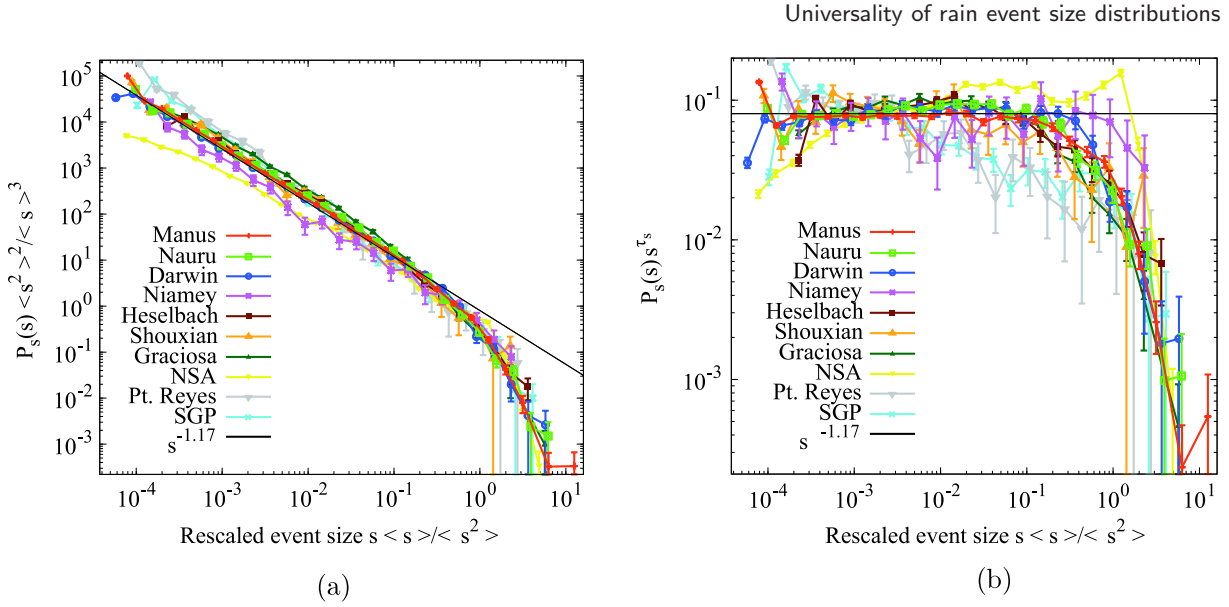 Universality of rain event size distributions
P_s(s) <s^2>^2/<s>^3
10^5
10^4
10^3
10^2
10^1
10^0
10^-1
10^-2
10^-3
Manus
Nauru
Darwin
Niamey
Heselbach
Shouxian
Graciosa
NSA
Pt. Reyes
SGP
s^-1.17
10^-4 10^-3 10^-2 10^-1 10^0 10^1
Rescaled event size s < s >/< s^2 >
(a)
P_s(s) s^τ_s
10^-1
10^-2
10^-3
Manus
Nauru
Darwin
Niamey
Heselbach
Shouxian
Graciosa
NSA
Pt. Reyes
SGP
s^-1.17
10^-4 10^-3 10^-2 10^-1 10^0 10^1
Rescaled event size s < s >/< s^2 >
(b)